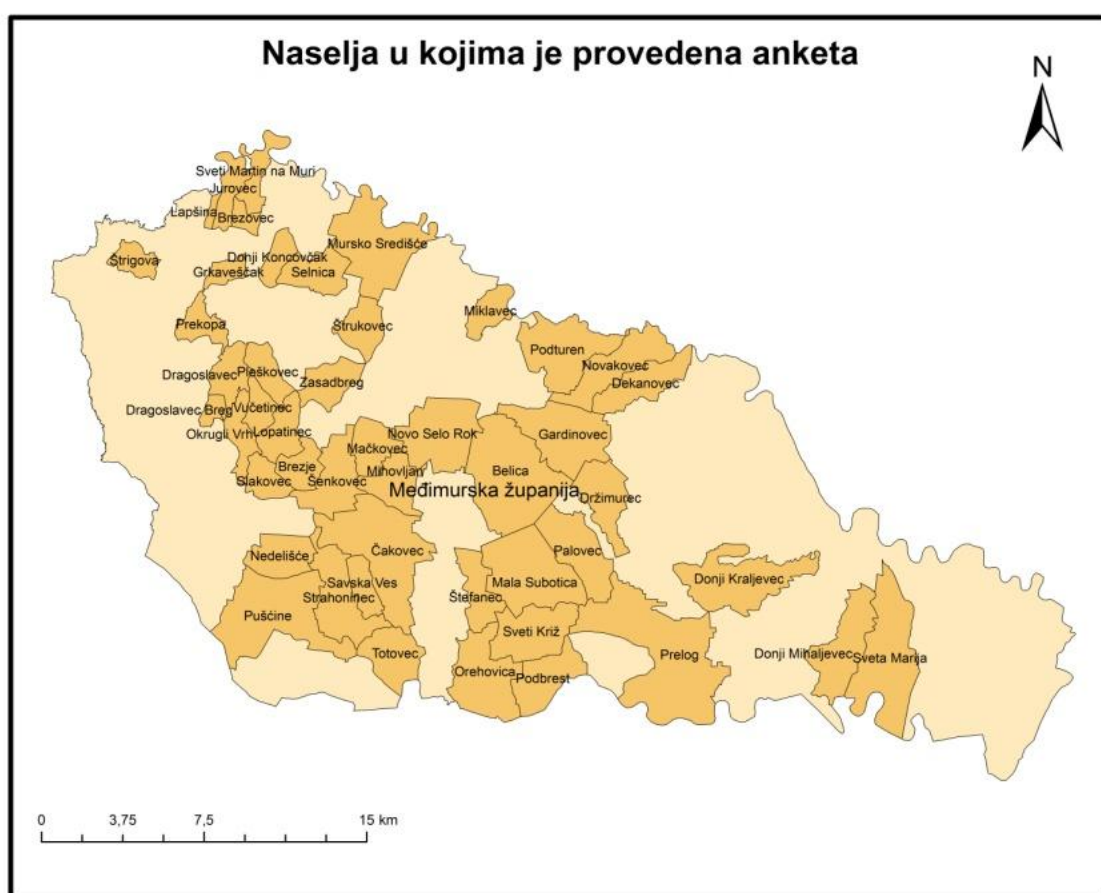 Naselja u kojima je provedena anketa
N
Sveti Martin na Muri
Jurovec
Lapšina
Brezovec
Mursko Središće
Donji Koncovčak
Štrigova
Grkaveščak
Selnica
Miklavec
Prekopa
Štrukovec
Podturen
Novakovec
Dragoslavec
Pleškovec
Zasadbreg
Dekanovec
Dragoslavec Breg
Vučetinec
Okrugli Vrh
Lopatinec
Novo Selo Rok
Gardinovec
Mačkovec
Brezje
Mihovljan
Belica
Slakovec
Šenkovec
Međimurska županija
Držimurec
Nedelišće
Čakovec
Palovec
Savska Ves
Mala Subotica
Donji Kraljevec
Strahoninec
Štefanec
Pušćine
Sveti Križ
Totovec
Prelog
Donji Mihaljevec
Sveta Marija
Orehovica
Podbrest
0 3,75 7,5 15 km